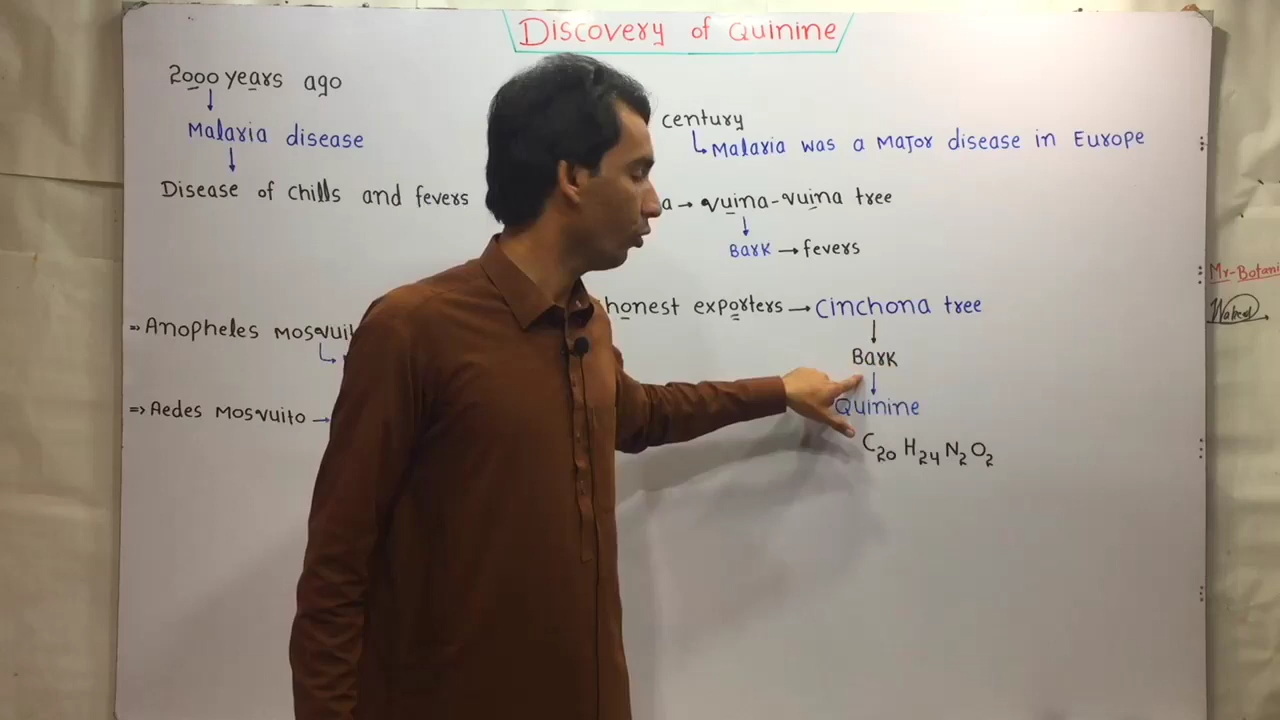 Discovery of Quinine
2000 years ago
Malaria disease
Disease of chills and fevers
⇒ Anopheles
⇒ Aedes Mosquito →
century
Malaria was a Major disease in Europe
→ quina-quina tree
Bark → fevers
exporters → Cinchona tree
Bark
Quinine
C20 H24 N2 O2
Mr-Botani
Waheed